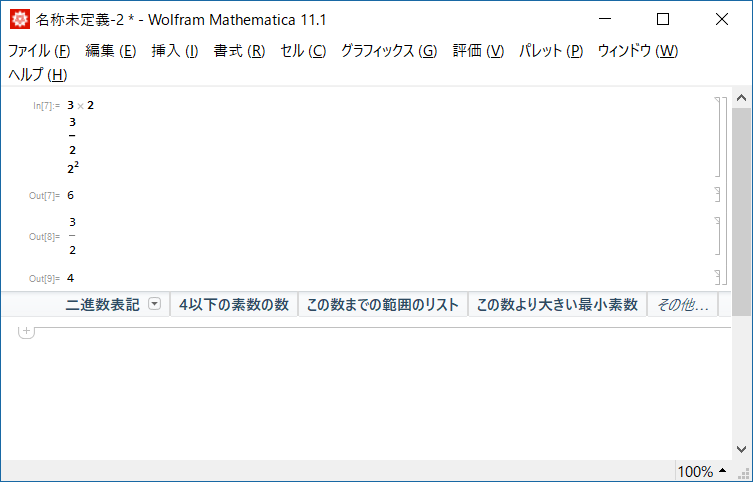 名称未定義-2 * - Wolfram Mathematica 11.1
ファイル (F) 編集 (E) 挿入 (I) 書式 (R) セル (C) グラフィックス (G) 評価 (V) パレット (P) ウィンドウ (W)
ヘルプ (H)
In[7]:= 3 × 2
3
2
2²
Out[7]= 6
3
Out[8]=
2
Out[9]= 4
二進数表記 4以下の素数の数 この数までの範囲のリスト この数より大きい最小素数 その他...
100%